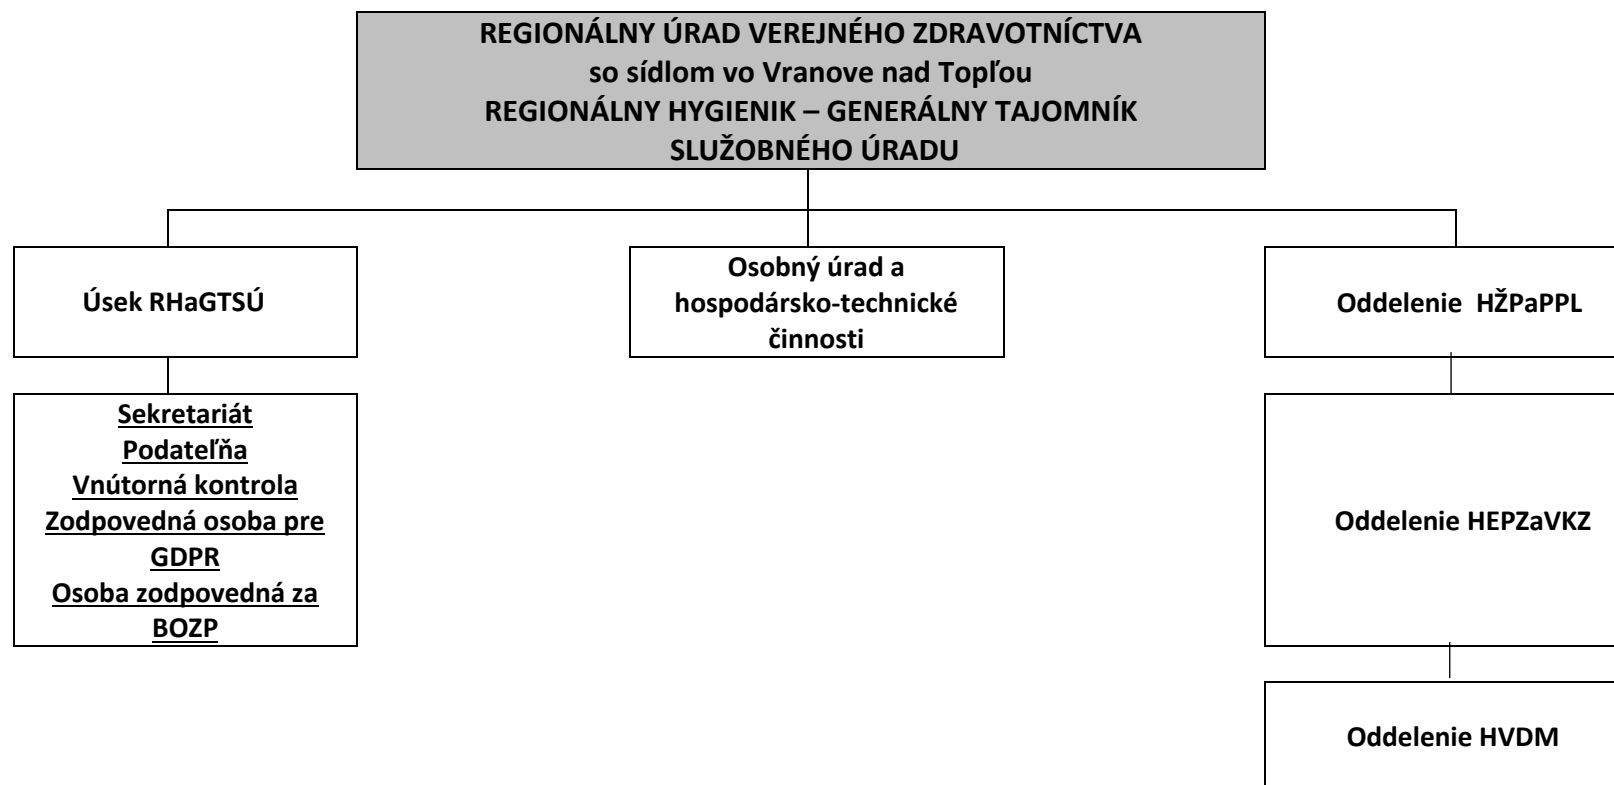 REGIONÁLNY ÚRAD VEREJNÉHO ZDRAVOTNÍCTVA
so sídlom vo Vranove nad Topľou
REGIONÁLNY HYGIENIK – GENERÁLNY TAJOMNÍK
SLUŽOBNÉHO ÚRADU
Úsek RHaGTSÚ
Osobný úrad a
hospodársko-technické
činnosti
Oddelenie HŽPaPPL
Sekretariát
Podateľňa
Vnútorná kontrola
Zodpovedná osoba pre
GDPR
Osoba zodpovedná za
BOZP
Oddelenie HEPZaVKZ
Oddelenie HVDM